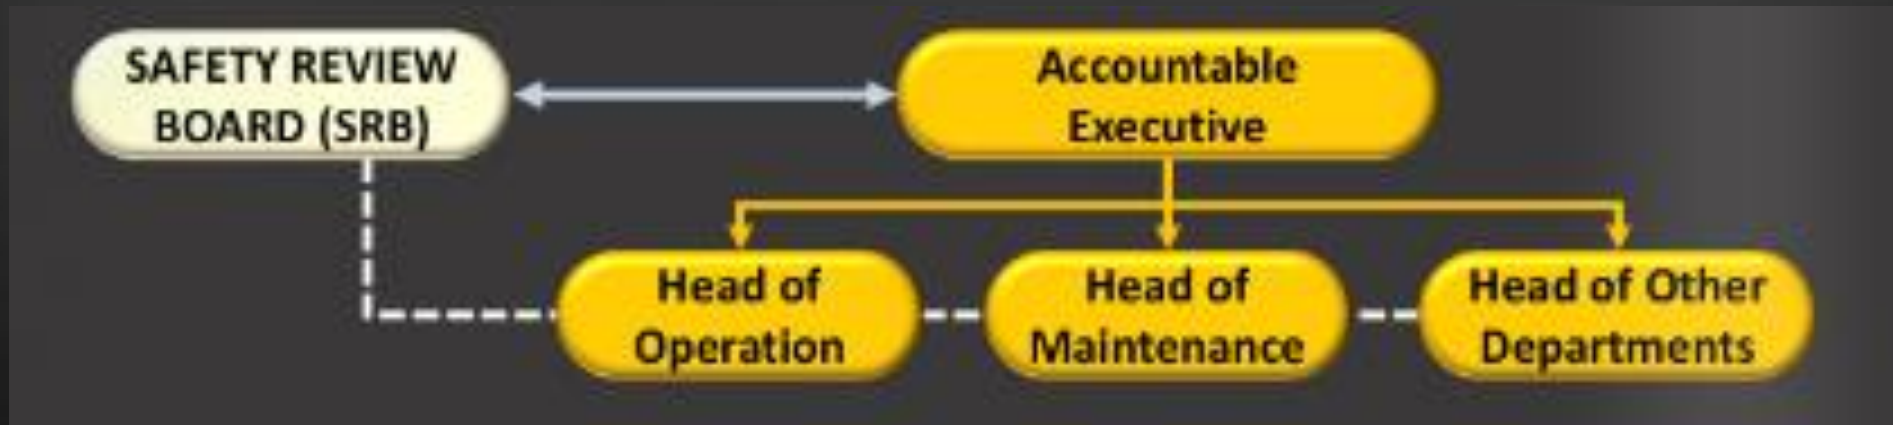 SAFETY REVIEW
BOARD (SRB)
Accountable
Executive
Head of
Operation
Head of
Maintenance
Head of Other
Departments